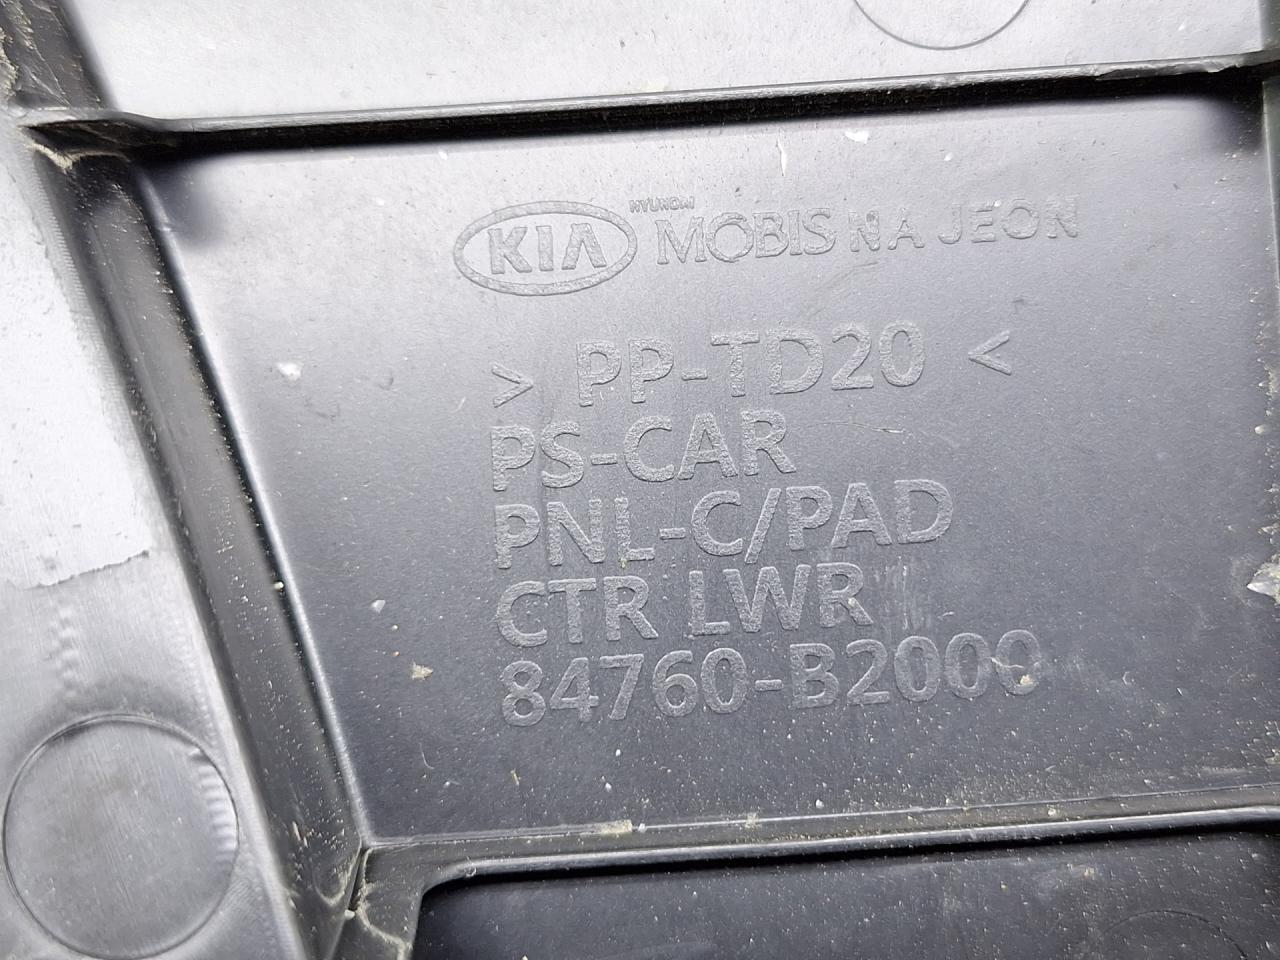 KIA HYUNDAI MOBIS NA JEON
> PP-TD20 <
PS-CAR
PNL-C/PAD
CTR LWR
84760-B2000